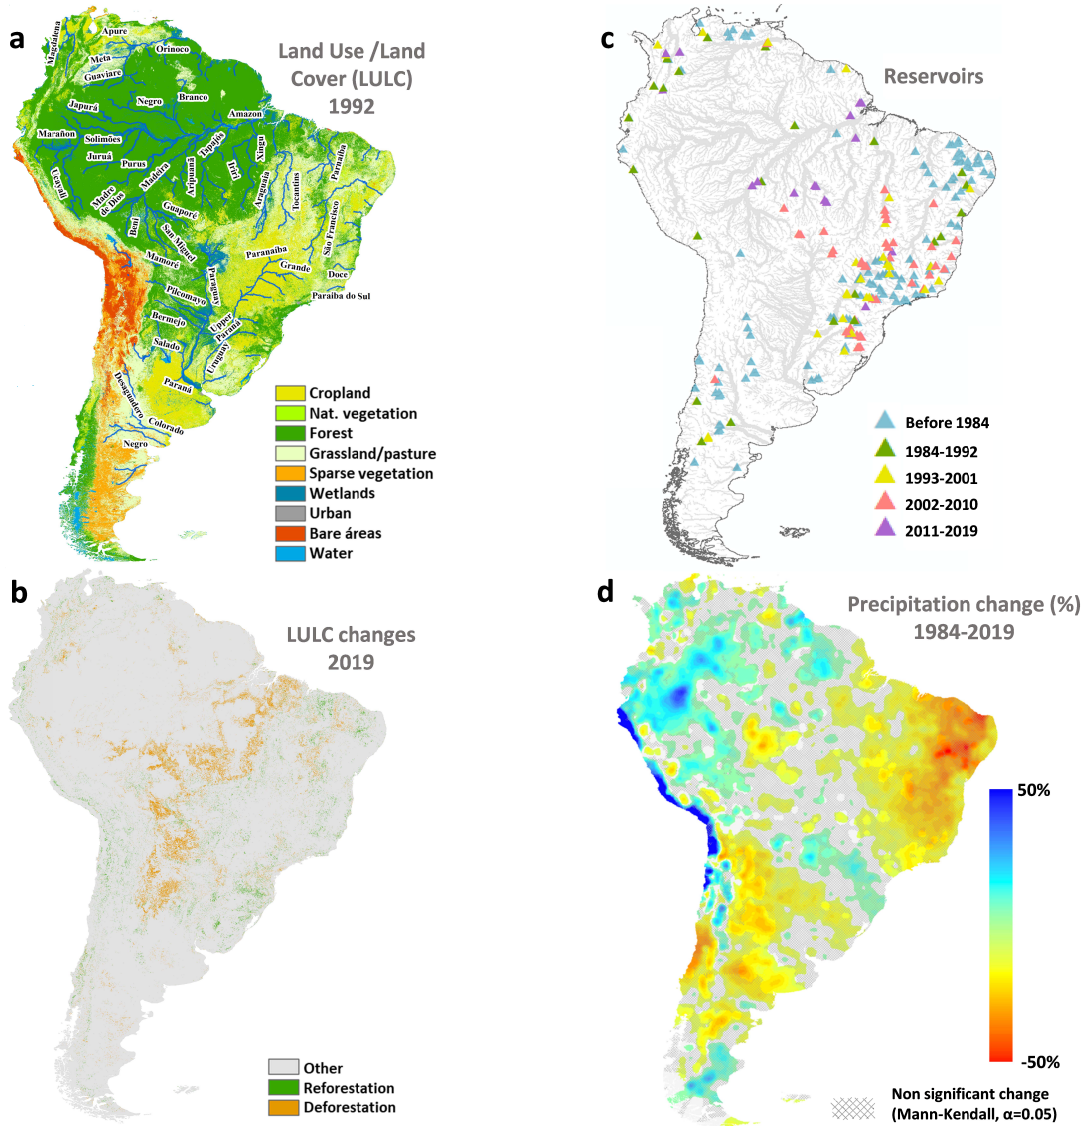 a
Land Use /Land
Cover (LULC)
1992
Magdalena
Apure
Orinoco
Meta
Guaviare
Branco
Negro
Japurá
Amazon
Marañon
Solimões
Tapajós
Xingu
Juruá
Purus
Madeira
Aripuanã
Iriri
Parnaíba
Ucayali
Madre
de Dios
Araguaia
Tocantins
Guaporé
Beni
San Miguel
São Francisco
Mamoré
Paranaíba
Grande
Paraguay
Doce
Pilcomayo
Paraíba do Sul
Bermejo
Upper
Paraná
Salado
Uruguay
Desaguadero
Paraná
Colorado
Negro
Cropland
Nat. vegetation
Forest
Grassland/pasture
Sparse vegetation
Wetlands
Urban
Bare áreas
Water
c
Reservoirs
Before 1984
1984-1992
1993-2001
2002-2010
2011-2019
b
LULC changes
2019
Other
Reforestation
Deforestation
d
Precipitation change (%)
1984-2019
50%
-50%
Non significant change
(Mann-Kendall, α=0.05)